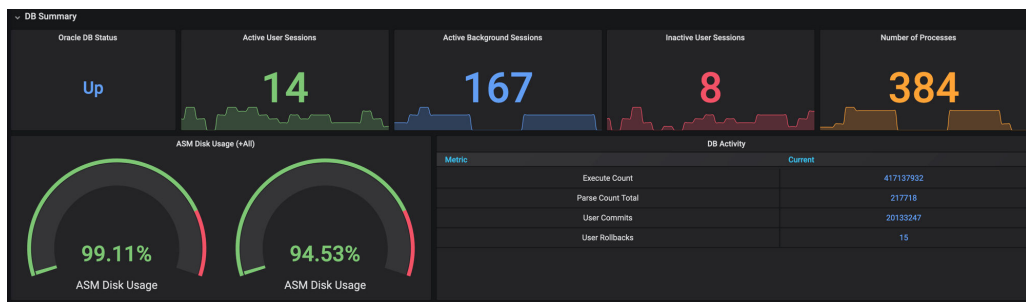 DB Summary
Oracle DB Status
Active User Sessions
Active Background Sessions
Inactive User Sessions
Number of Processes
Up
14
167
8
384
ASM Disk Usage (+All)
99.11%
94.53%
ASM Disk Usage
ASM Disk Usage
DB Activity
Metric Current
Execute Count 417137932
Parse Count Total 217718
User Commits 20133247
User Rollbacks 15